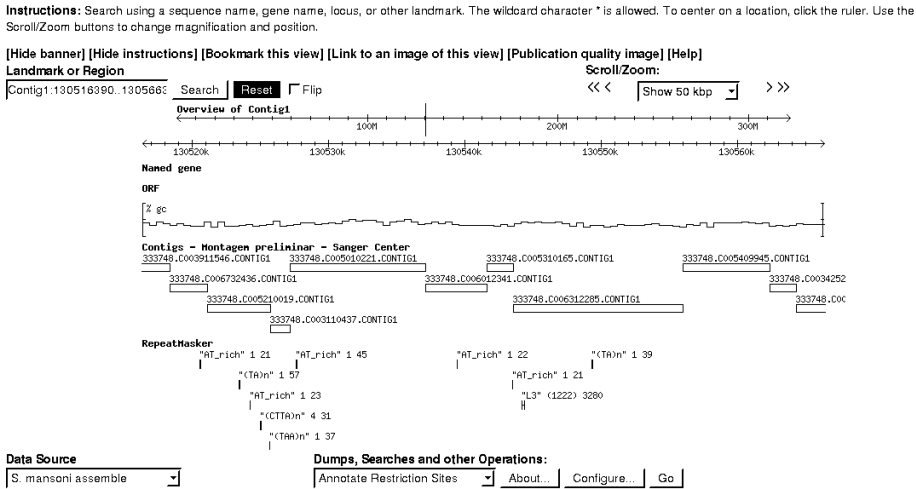 Instructions: Search using a sequence name, gene name, locus, or other landmark. The wildcard character * is allowed. To center on a location, click the ruler. Use the
Scroll/Zoom buttons to change magnification and position.
[Hide banner] [Hide instructions] [Bookmark this view] [Link to an image of this view] [Publication quality image] [Help]
Landmark or Region Scroll/Zoom:
Contig1:130516390..1305663 Search Reset Flip << < Show 50 kbp > >>
Overview of Contig1
100M 200M 300M
130520k 130530k 130540k 130550k 130560k
Named gene
ORF
% gc
Contigs - Montagem preliminar - Sanger Center
333748.C003911546.CONTIG1 333748.C005010221.CONTIG1 333748.C005310165.CONTIG1 333748.C005409945.CONTIG1
333748.C006732436.CONTIG1 333748.C006012341.CONTIG1 333748.C0034252
333748.C005210019.CONTIG1 333748.C006312285.CONTIG1 333748.C00
333748.C003110437.CONTIG1
RepeatMasker
"AT_rich" 1 21 "AT_rich" 1 45 "AT_rich" 1 22 "(TA)n" 1 39
"(TA)n" 1 57 "AT_rich" 1 21
"AT_rich" 1 23 "L3" (1222) 3280
"(CTTA)n" 4 31
"(TAA)n" 1 37
Data Source Dumps, Searches and other Operations:
S. mansoni assemble Annotate Restriction Sites About... Configure... Go